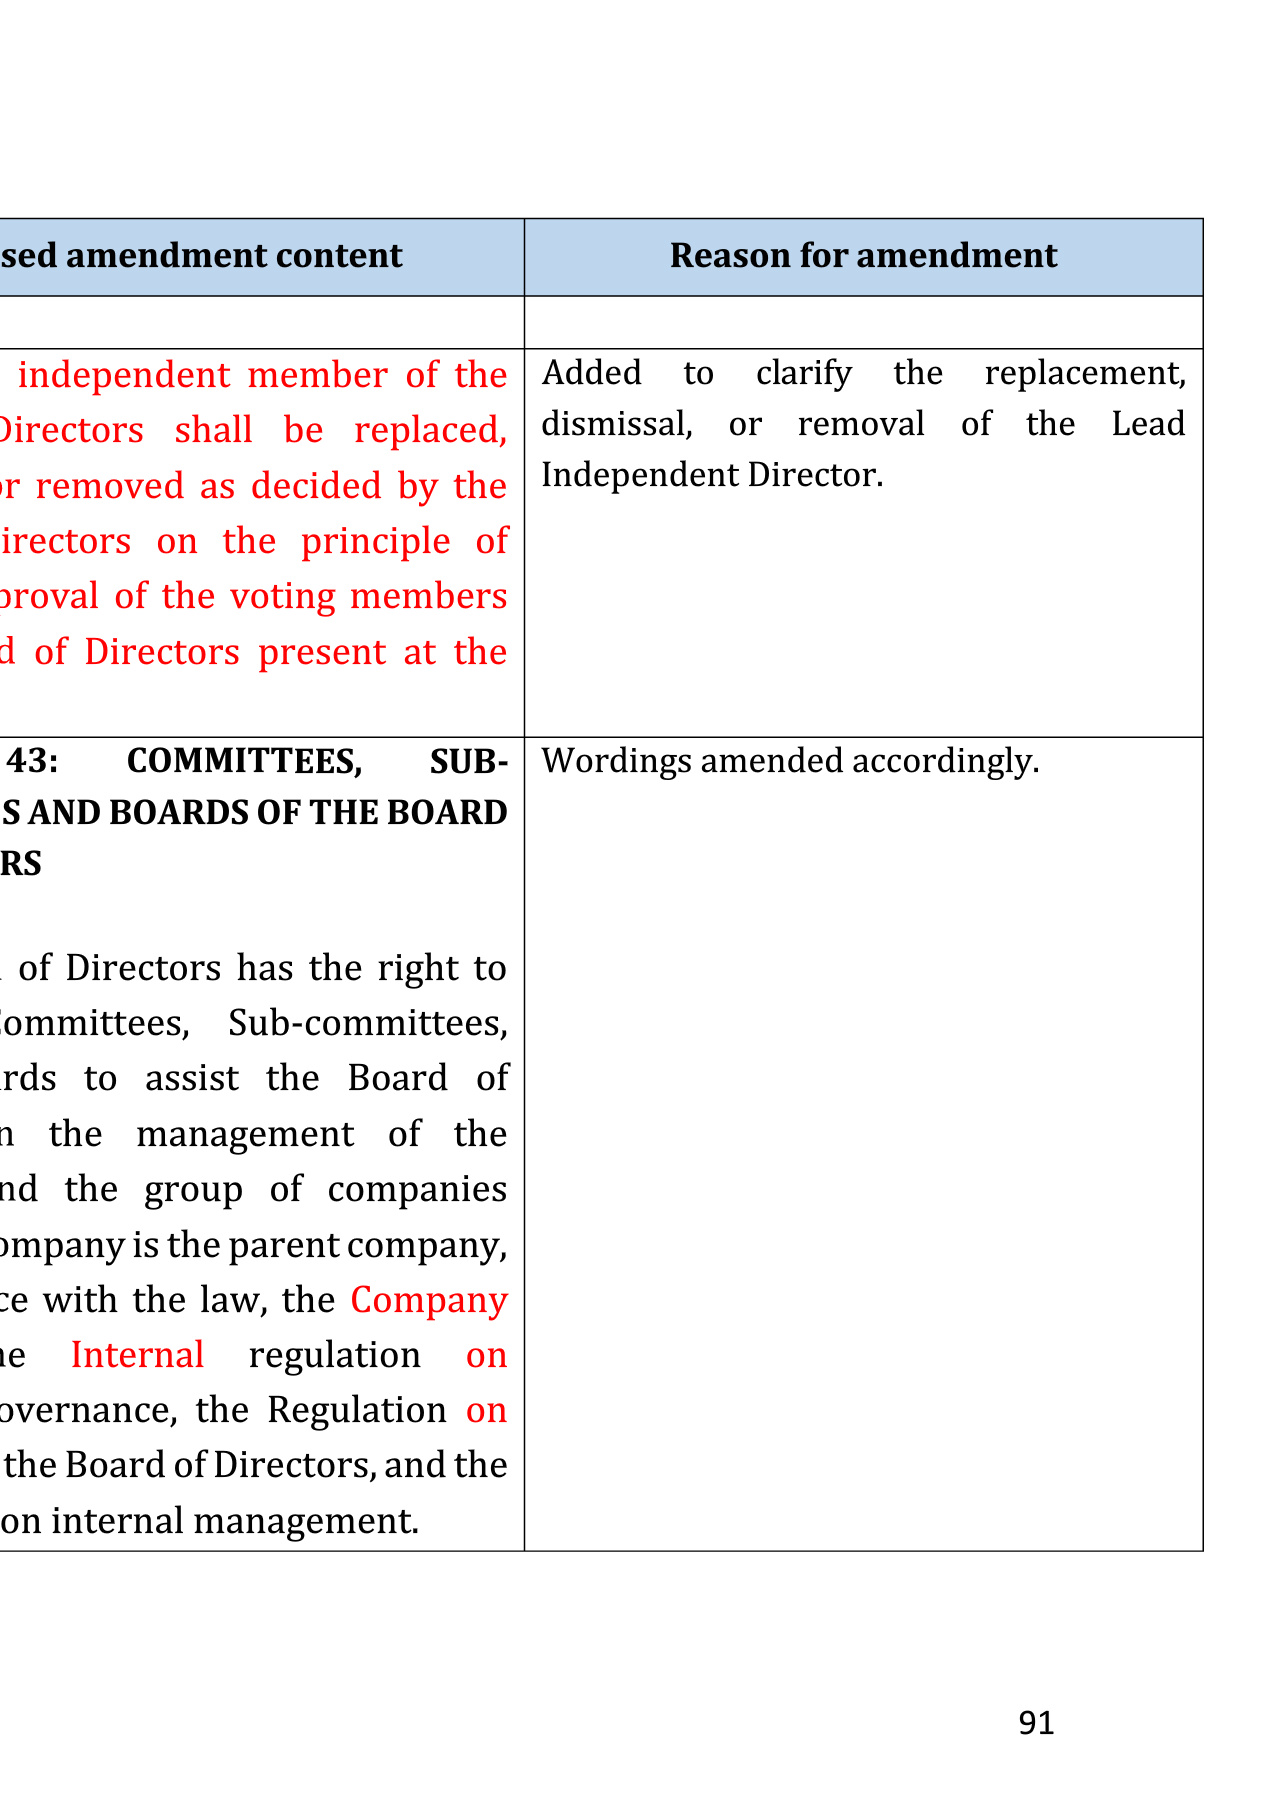 sed amendment content
Reason for amendment
independent member of the
Directors shall be replaced,
or removed as decided by the
irectors on the principle of
proval of the voting members
d of Directors present at the
Added to clarify the replacement,
dismissal, or removal of the Lead
Independent Director.
43: COMMITTEES, SUB-
S AND BOARDS OF THE BOARD
RS
of Directors has the right to
Committees, Sub-committees,
ards to assist the Board of
n the management of the
nd the group of companies
ompany is the parent company,
ce with the law, the Company
he Internal regulation on
overnance, the Regulation on
the Board of Directors, and the
on internal management.
Wordings amended accordingly.
91